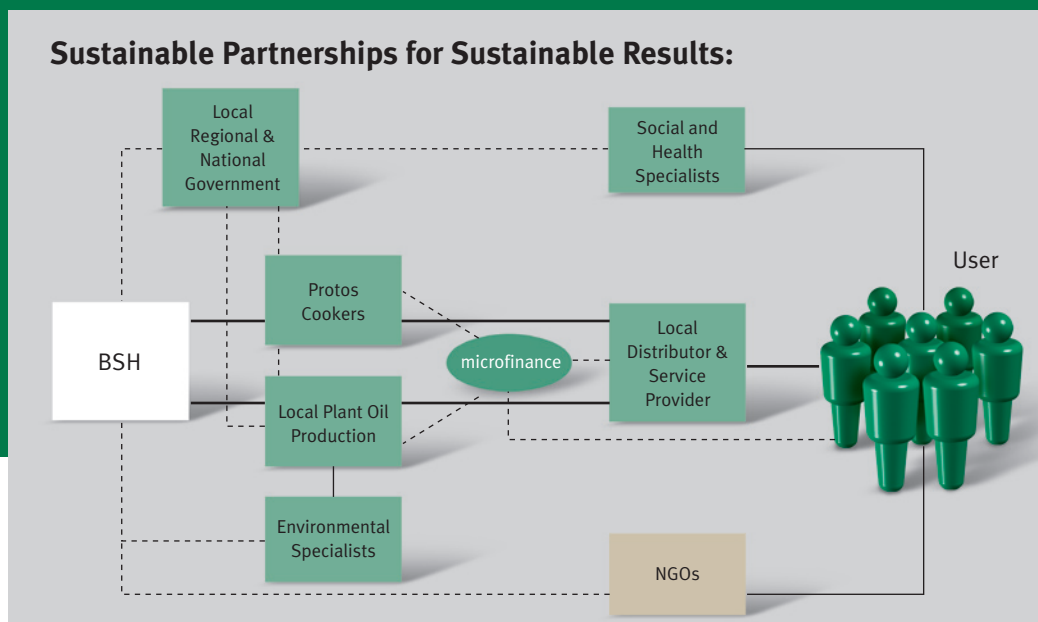 Sustainable Partnerships for Sustainable Results:
Local
Regional &
National
Government
Social and
Health
Specialists
User
Protos
Cookers
BSH
microfinance
Local
Distributor &
Service
Provider
Local Plant Oil
Production
Environmental
Specialists
NGOs